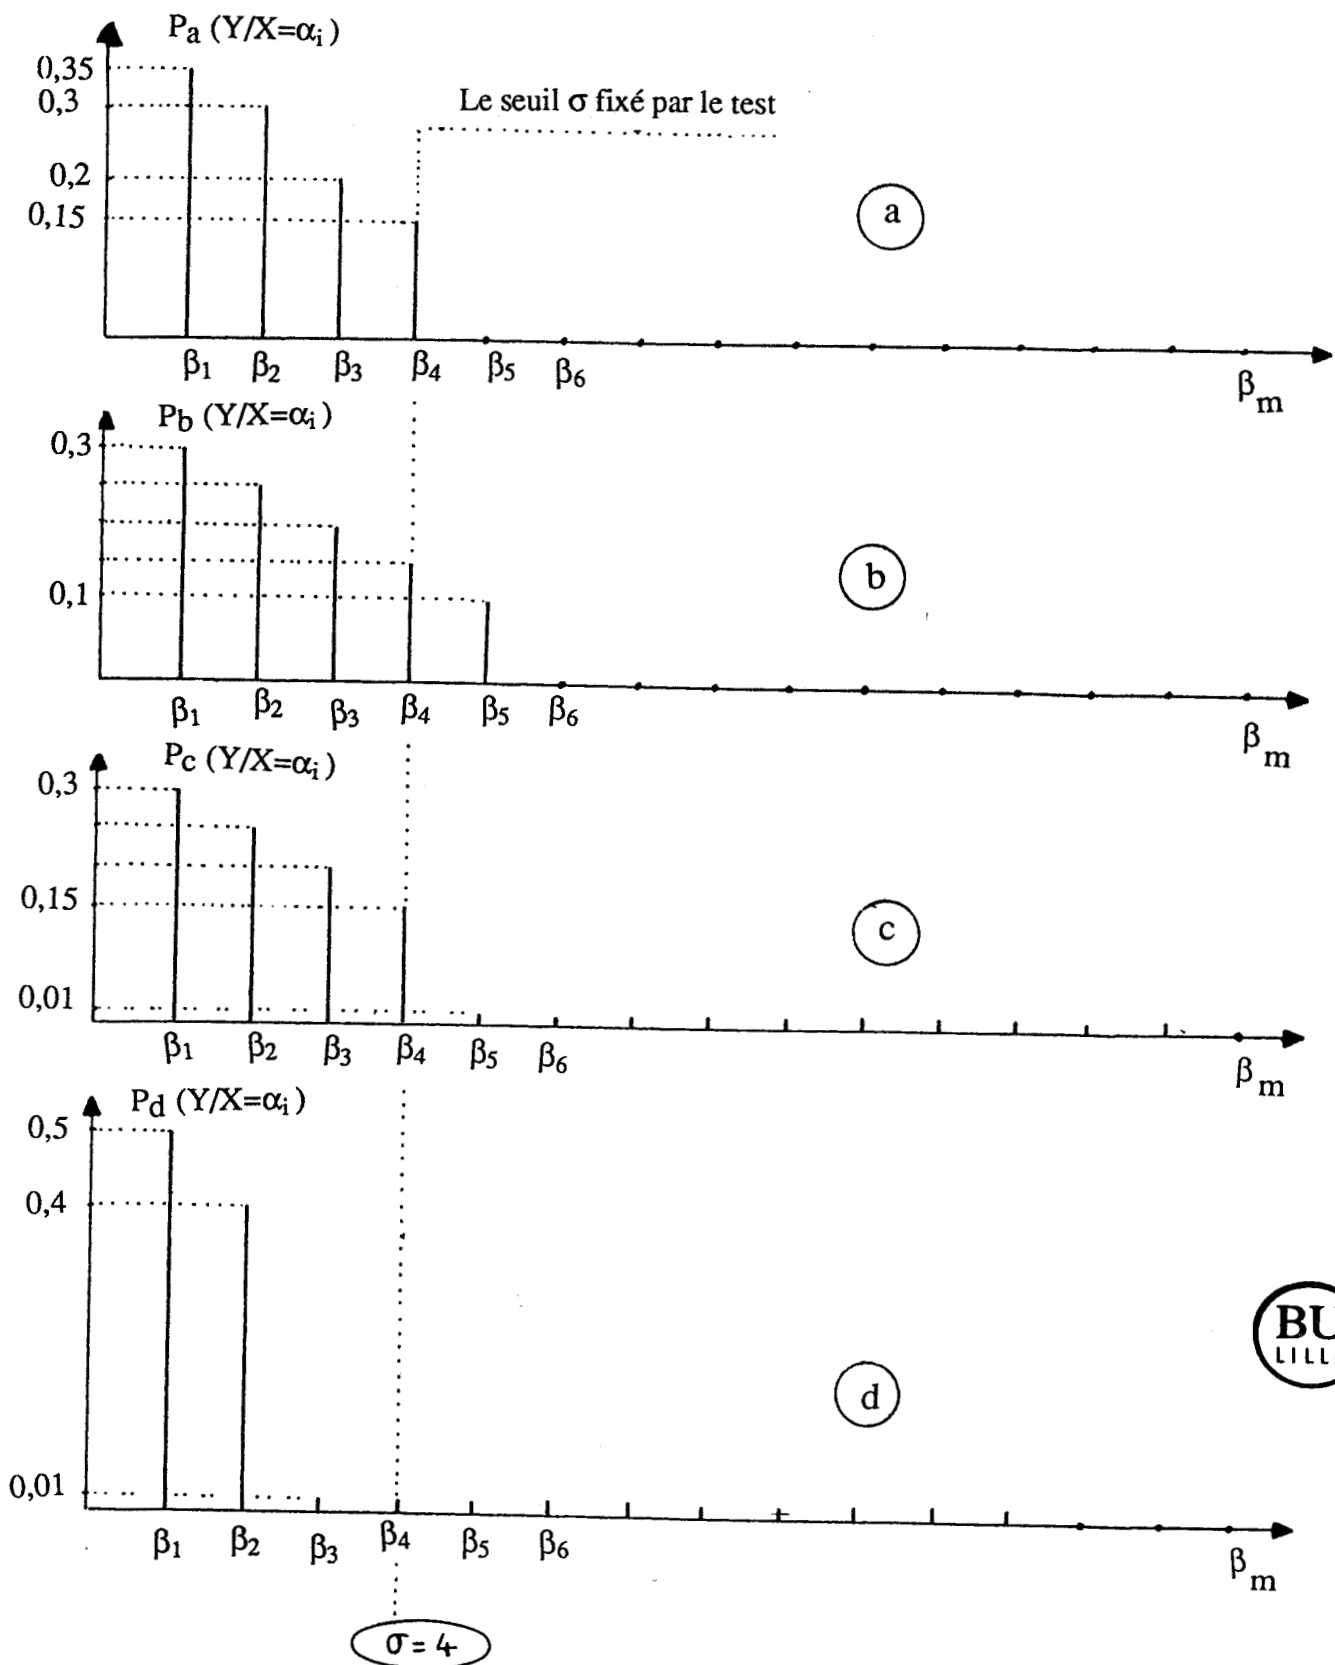 Pa (Y/X=αi)
0,35
0,3
Le seuil σ fixé par le test
0,2
0,15
a
β1 β2 β3 β4 β5 β6
βm
Pb (Y/X=αi)
0,3
b
0,1
β1 β2 β3 β4 β5 β6
βm
Pc (Y/X=αi)
0,3
0,15
c
0,01
β1 β2 β3 β4 β5 β6
βm
Pd (Y/X=αi)
0,5
0,4
BU
LILL
d
0,01
β1 β2 β3 β4 β5 β6
βm
σ=4